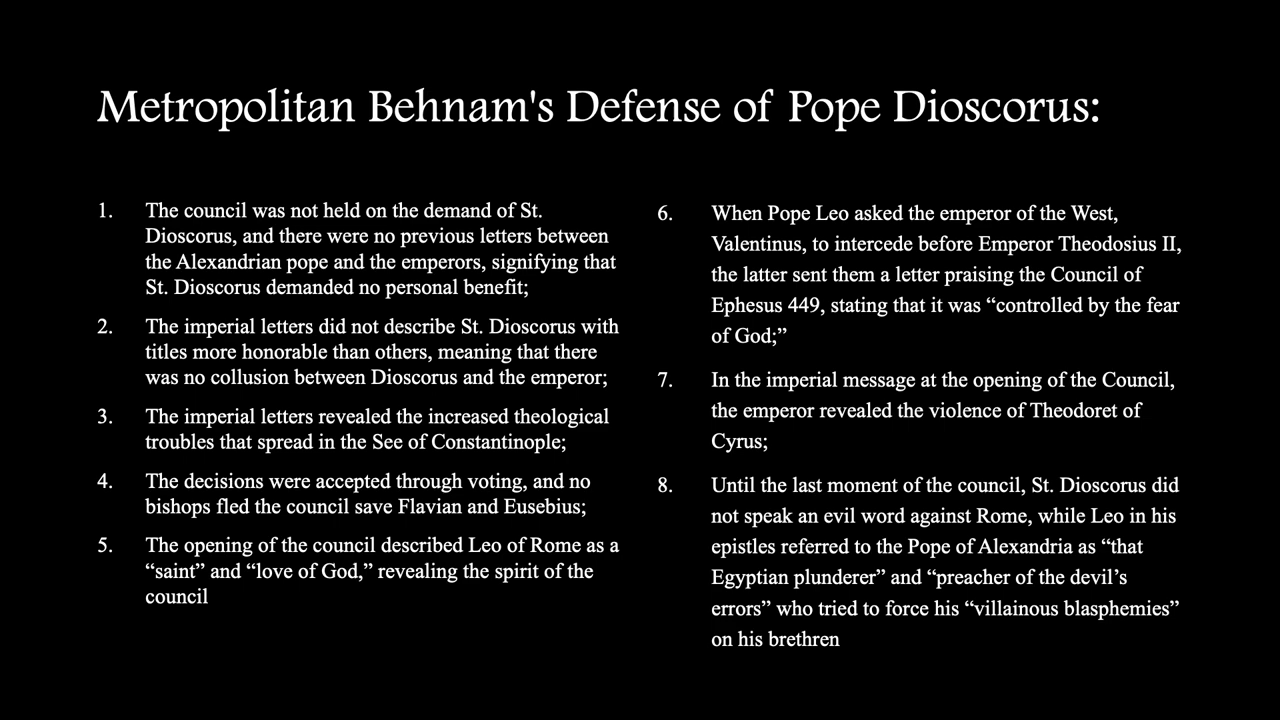 Metropolitan Behnam's Defense of Pope Dioscorus:
1. The council was not held on the demand of St.
Dioscorus, and there were no previous letters between
the Alexandrian pope and the emperors, signifying that
St. Dioscorus demanded no personal benefit;
2. The imperial letters did not describe St. Dioscorus with
titles more honorable than others, meaning that there
was no collusion between Dioscorus and the emperor;
3. The imperial letters revealed the increased theological
troubles that spread in the See of Constantinople;
4. The decisions were accepted through voting, and no
bishops fled the council save Flavian and Eusebius;
5. The opening of the council described Leo of Rome as a
“saint” and “love of God,” revealing the spirit of the
council
6. When Pope Leo asked the emperor of the West,
Valentinus, to intercede before Emperor Theodosius II,
the latter sent them a letter praising the Council of
Ephesus 449, stating that it was “controlled by the fear
of God;”
7. In the imperial message at the opening of the Council,
the emperor revealed the violence of Theodoret of
Cyrus;
8. Until the last moment of the council, St. Dioscorus did
not speak an evil word against Rome, while Leo in his
epistles referred to the Pope of Alexandria as “that
Egyptian plunderer” and “preacher of the devil’s
errors” who tried to force his “villainous blasphemies”
on his brethren